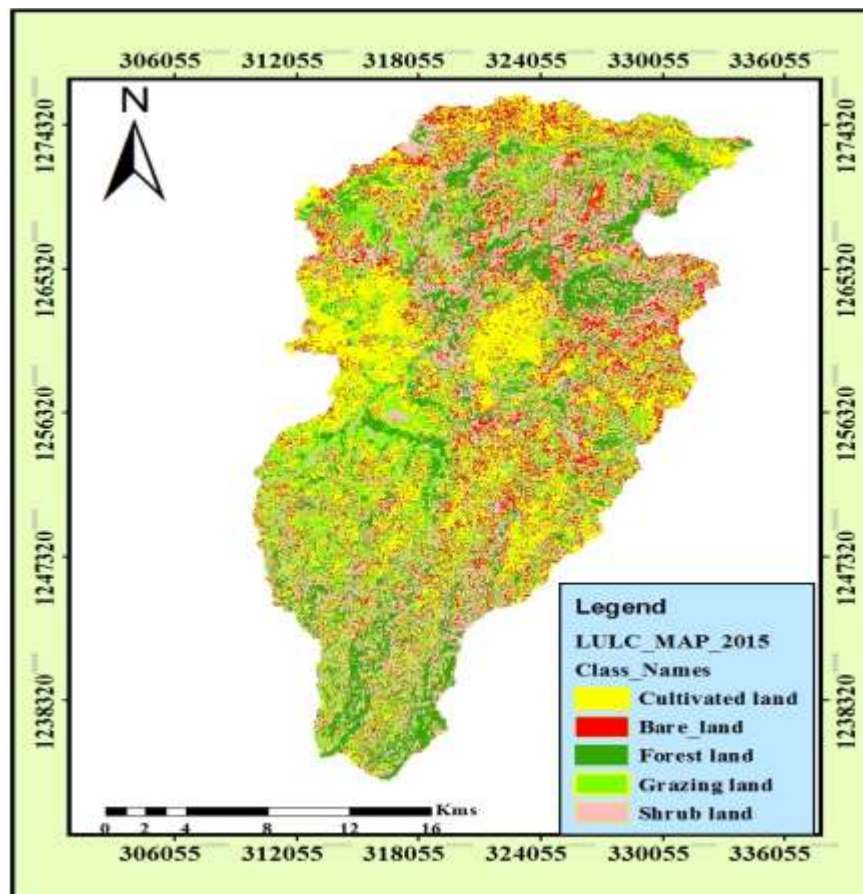 306055 312055 318055 324055 330055 336055
N
1274320 1274320
1265320 1265320
1256320 1256320
1247320 1247320
1238320 1238320
Legend
LULC_MAP_2015
Class_Names
Cultivated land
Bare_land
Forest land
Grazing land
Shrub land
Kms
0 2 4 8 12 16
306055 312055 318055 324055 330055 336055